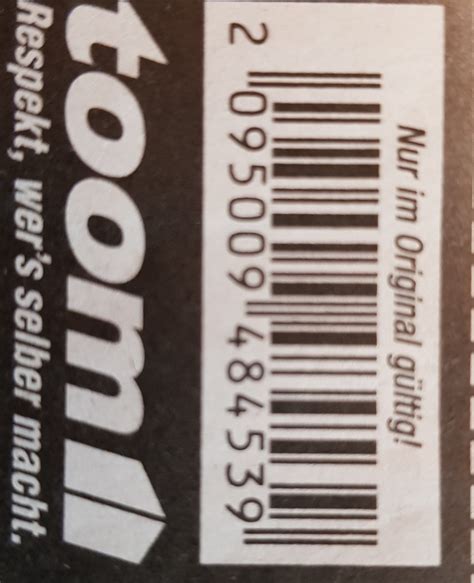 Nur im Original gültig!
2 095009 484539
toom
Respekt, wer's selber macht.